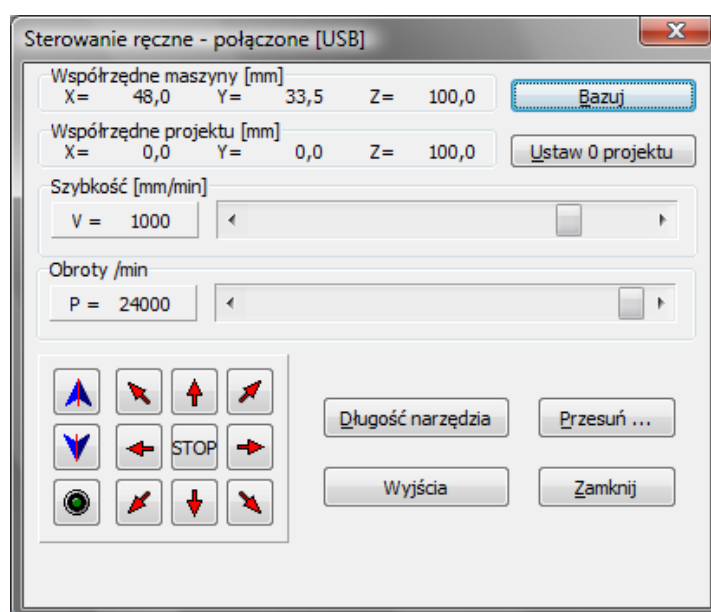 Sterowanie ręczne - połączone [USB]
Współrzędne maszyny [mm]
X= 48,0 Y= 33,5 Z= 100,0
Bazuj
Współrzędne projektu [mm]
X= 0,0 Y= 0,0 Z= 100,0
Ustaw 0 projektu
Szybkość [mm/min]
V = 1000
Obroty /min
P = 24000
STOP
Długość narzędzia
Przesuń ...
Wyjścia
Zamknij